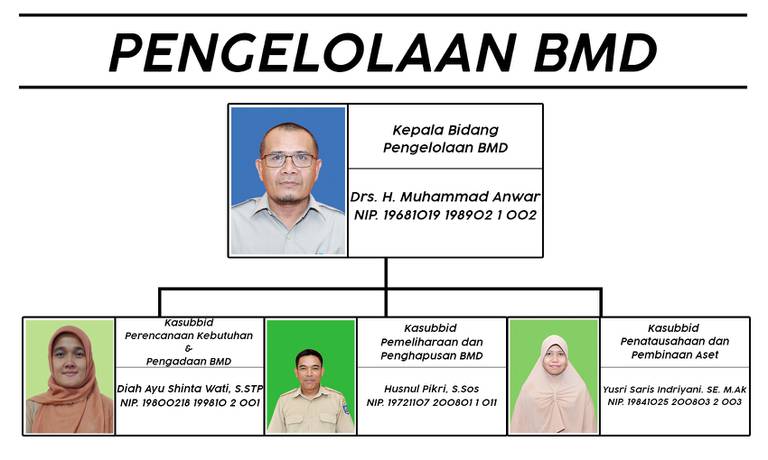 PENGELOLAAN BMD
Kepala Bidang
Pengelolaan BMD
Drs. H. Muhammad Anwar
NIP. 19681019 198902 1 002
Kasubbid
Perencanaan Kebutuhan
&
Pengadaan BMD
Diah Ayu Shinta Wati, S.STP
NIP. 19800218 199810 2 001
Kasubbid
Pemeliharaan dan
Penghapusan BMD
Husnul Pikri, S.Sos
NIP. 19721107 200801 1 011
Kasubbid
Penatausahaan dan
Pembinaan Aset
Yusri Saris Indriyani. SE. M.Ak
NIP. 19841025 200803 2 003